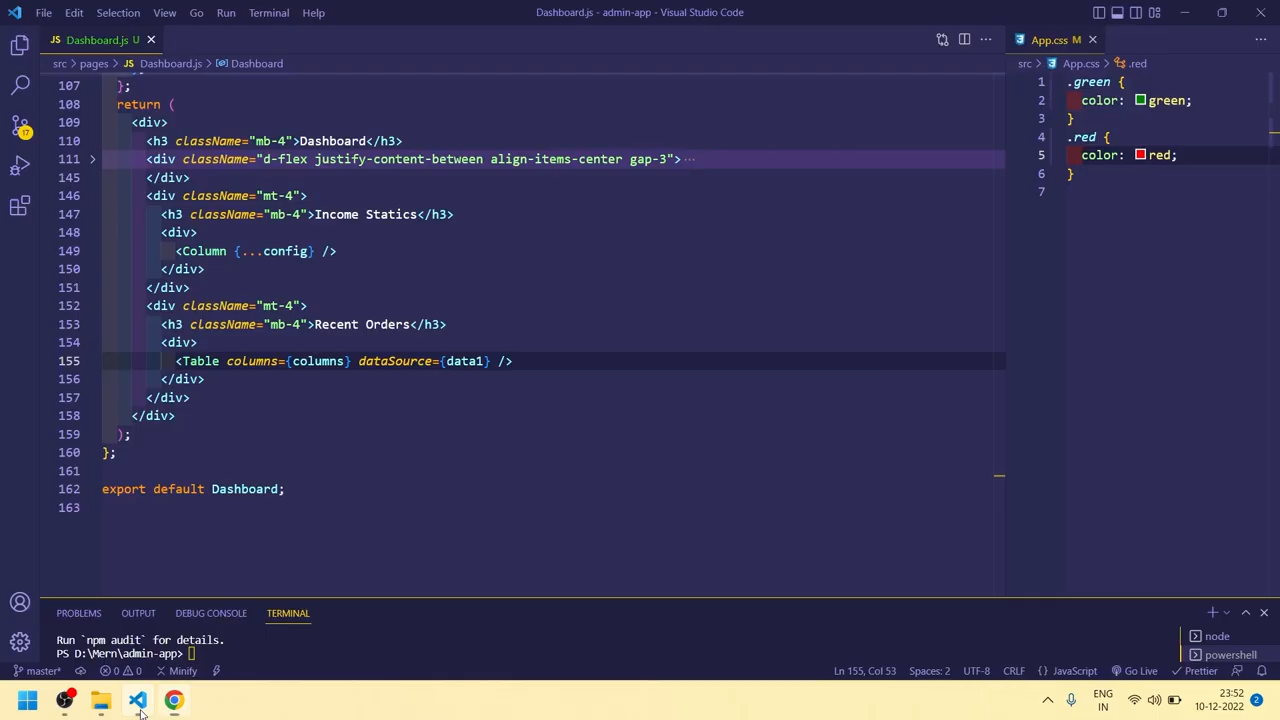 File Edit Selection View Go Run Terminal Help
Dashboard.js - admin-app - Visual Studio Code
Dashboard.js U
src > pages > Dashboard.js > Dashboard
107 };
108 return (
109 <div>
110 <h3 className="mb-4">Dashboard</h3>
111 <div className="d-flex justify-content-between align-items-center gap-3">···
145 </div>
146 <div className="mt-4">
147 <h3 className="mb-4">Income Statics</h3>
148 <div>
149 <Column {...config} />
150 </div>
151 </div>
152 <div className="mt-4">
153 <h3 className="mb-4">Recent Orders</h3>
154 <div>
155 <Table columns={columns} dataSource={data1} />
156 </div>
157 </div>
158 </div>
159 );
160 };
161
162 export default Dashboard;
163
App.css M
src > App.css > .red
1 .green {
2 color: green;
3 }
4 .red {
5 color: red;
6 }
7
17
PROBLEMS OUTPUT DEBUG CONSOLE TERMINAL
Run `npm audit` for details.
PS D:\Mern\admin-app>
node
powershell
master* 0 0 Minify
Ln 155, Col 53 Spaces: 2 UTF-8 CRLF { } JavaScript Go Live Prettier
ENG
IN
23:52
10-12-2022
2